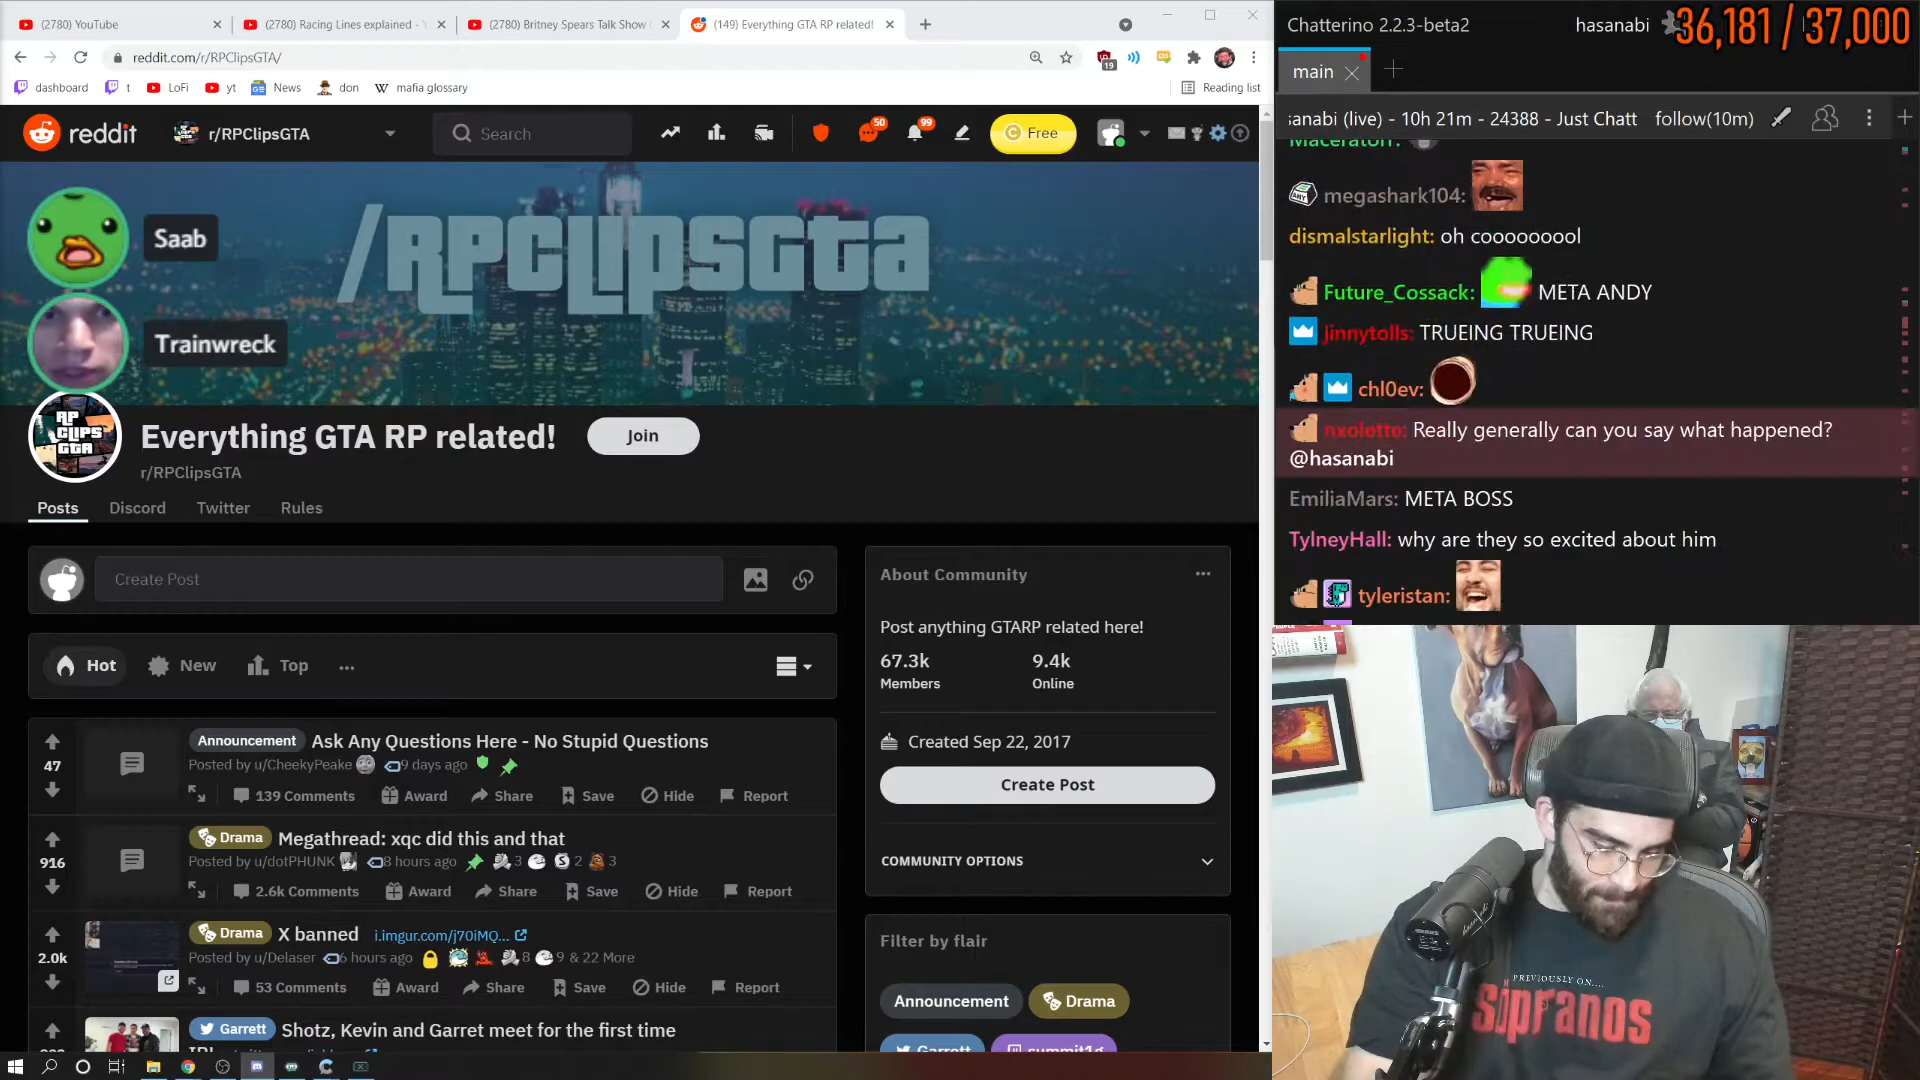 (2780) YouTube
(2780) Racing Lines explained -
(2780) Britney Spears Talk Show
(149) Everything GTA RP related!
reddit.com/r/RPClipsGTA/
19
dashboard
t
LoFi
yt
News
don
mafia glossary
Reading list
reddit
r/RPClipsGTA
Search
50
99
Free
Saab
Trainwreck
/RPCLIPSGTA
RP
CLIPS
GTA
Everything GTA RP related!
Join
r/RPClipsGTA
Posts
Discord
Twitter
Rules
Create Post
Hot
New
Top
...
47
Announcement Ask Any Questions Here - No Stupid Questions
Posted by u/CheekyPeake 9 days ago
139 Comments Award Share Save Hide Report
916
Drama Megathread: xqc did this and that
Posted by u/dotPHUNK 8 hours ago 3 2 3
2.6k Comments Award Share Save Hide Report
2.0k
Drama X banned i.imgur.com/j70iMQ...
Posted by u/Delaser 6 hours ago 8 9 & 22 More
53 Comments Award Share Save Hide Report
Garrett Shotz, Kevin and Garret meet for the first time
About Community
Post anything GTARP related here!
67.3k
Members
9.4k
Online
Created Sep 22, 2017
Create Post
COMMUNITY OPTIONS
Filter by flair
Announcement
Drama
Garrett
summit1g
Chatterino 2.2.3-beta2
hasanabi
36,181 / 37,000
main
sanabi (live) - 10h 21m - 24388 - Just Chatt
follow(10m)
Maceratorr:
megashark104:
dismalstarlight: oh cooooooool
Future_Cossack: META ANDY
jinnytolls: TRUEING TRUEING
chl0ev:
nxolotte: Really generally can you say what happened?
@hasanabi
EmiliaMars: META BOSS
TylneyHall: why are they so excited about him
tyleristan:
PREVIOUSLY ON....
sopranos